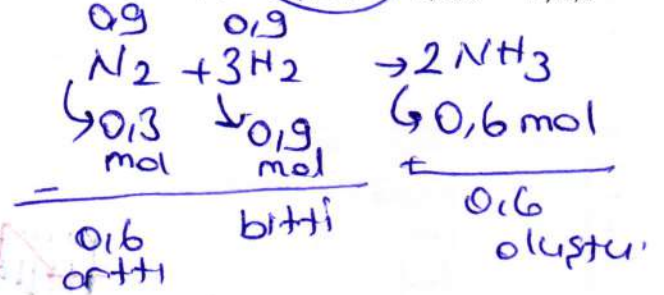 0,9 0,9
N2 + 3H2 → 2NH3
↳ 0,3 mol ↘ 0,9 mol ↳ 0,6 mol
- +
0,6 artti bitti 0,6 oluştu.